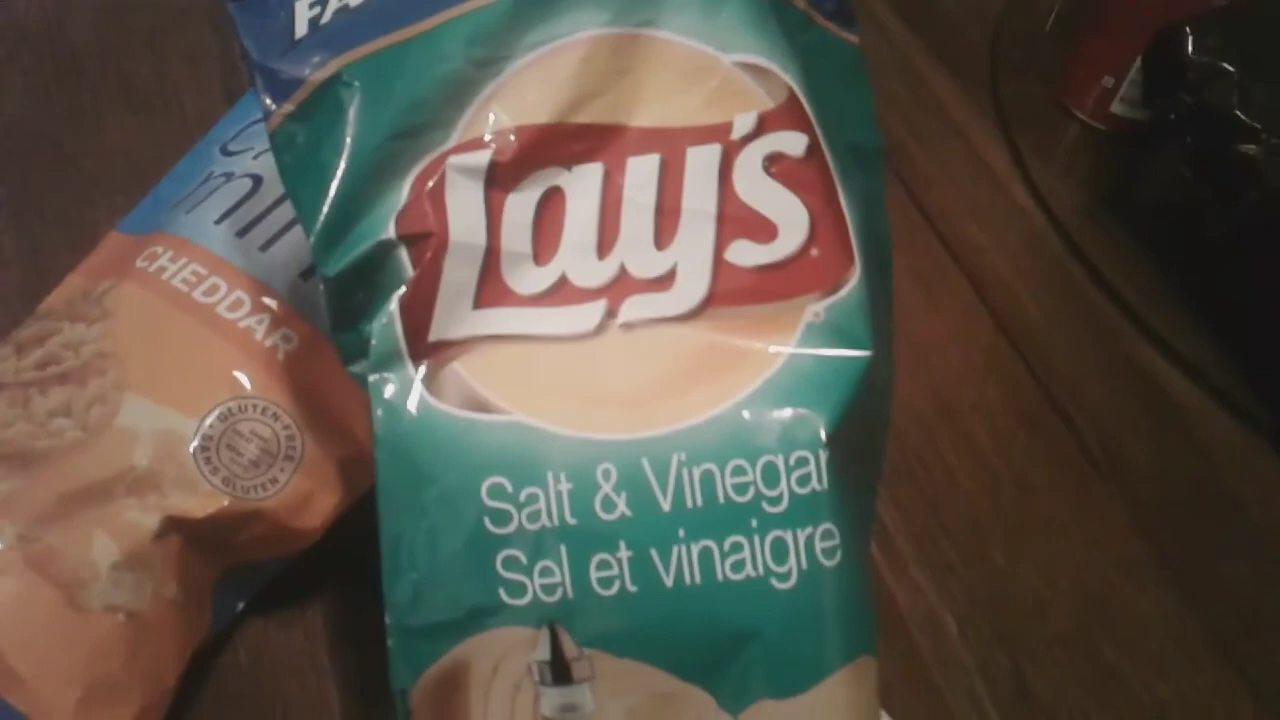 Lay's
Salt & Vinegar
Sel et vinaigre
CHEDDAR
GLUTEN-FREE
SANS GLUTEN